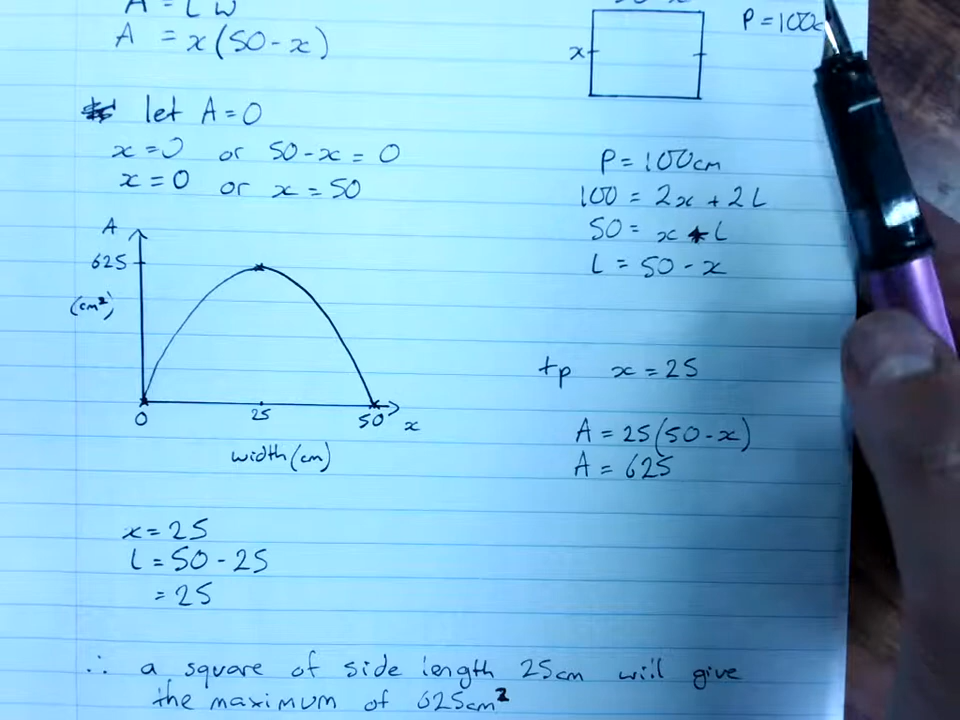 A = L W
A = x(50-x)
P=100c
x
let A=0
x=0 or 50-x=0
x=0 or x=50
P=100cm
100=2x+2L
50= x+L
L=50-x
A
625
(cm²)
0
25
50
x
width(cm)
tp x=25
A=25(50-x)
A=625
x=25
L=50-25
=25
∴ a square of side length 25cm will give
the maximum of 625cm²